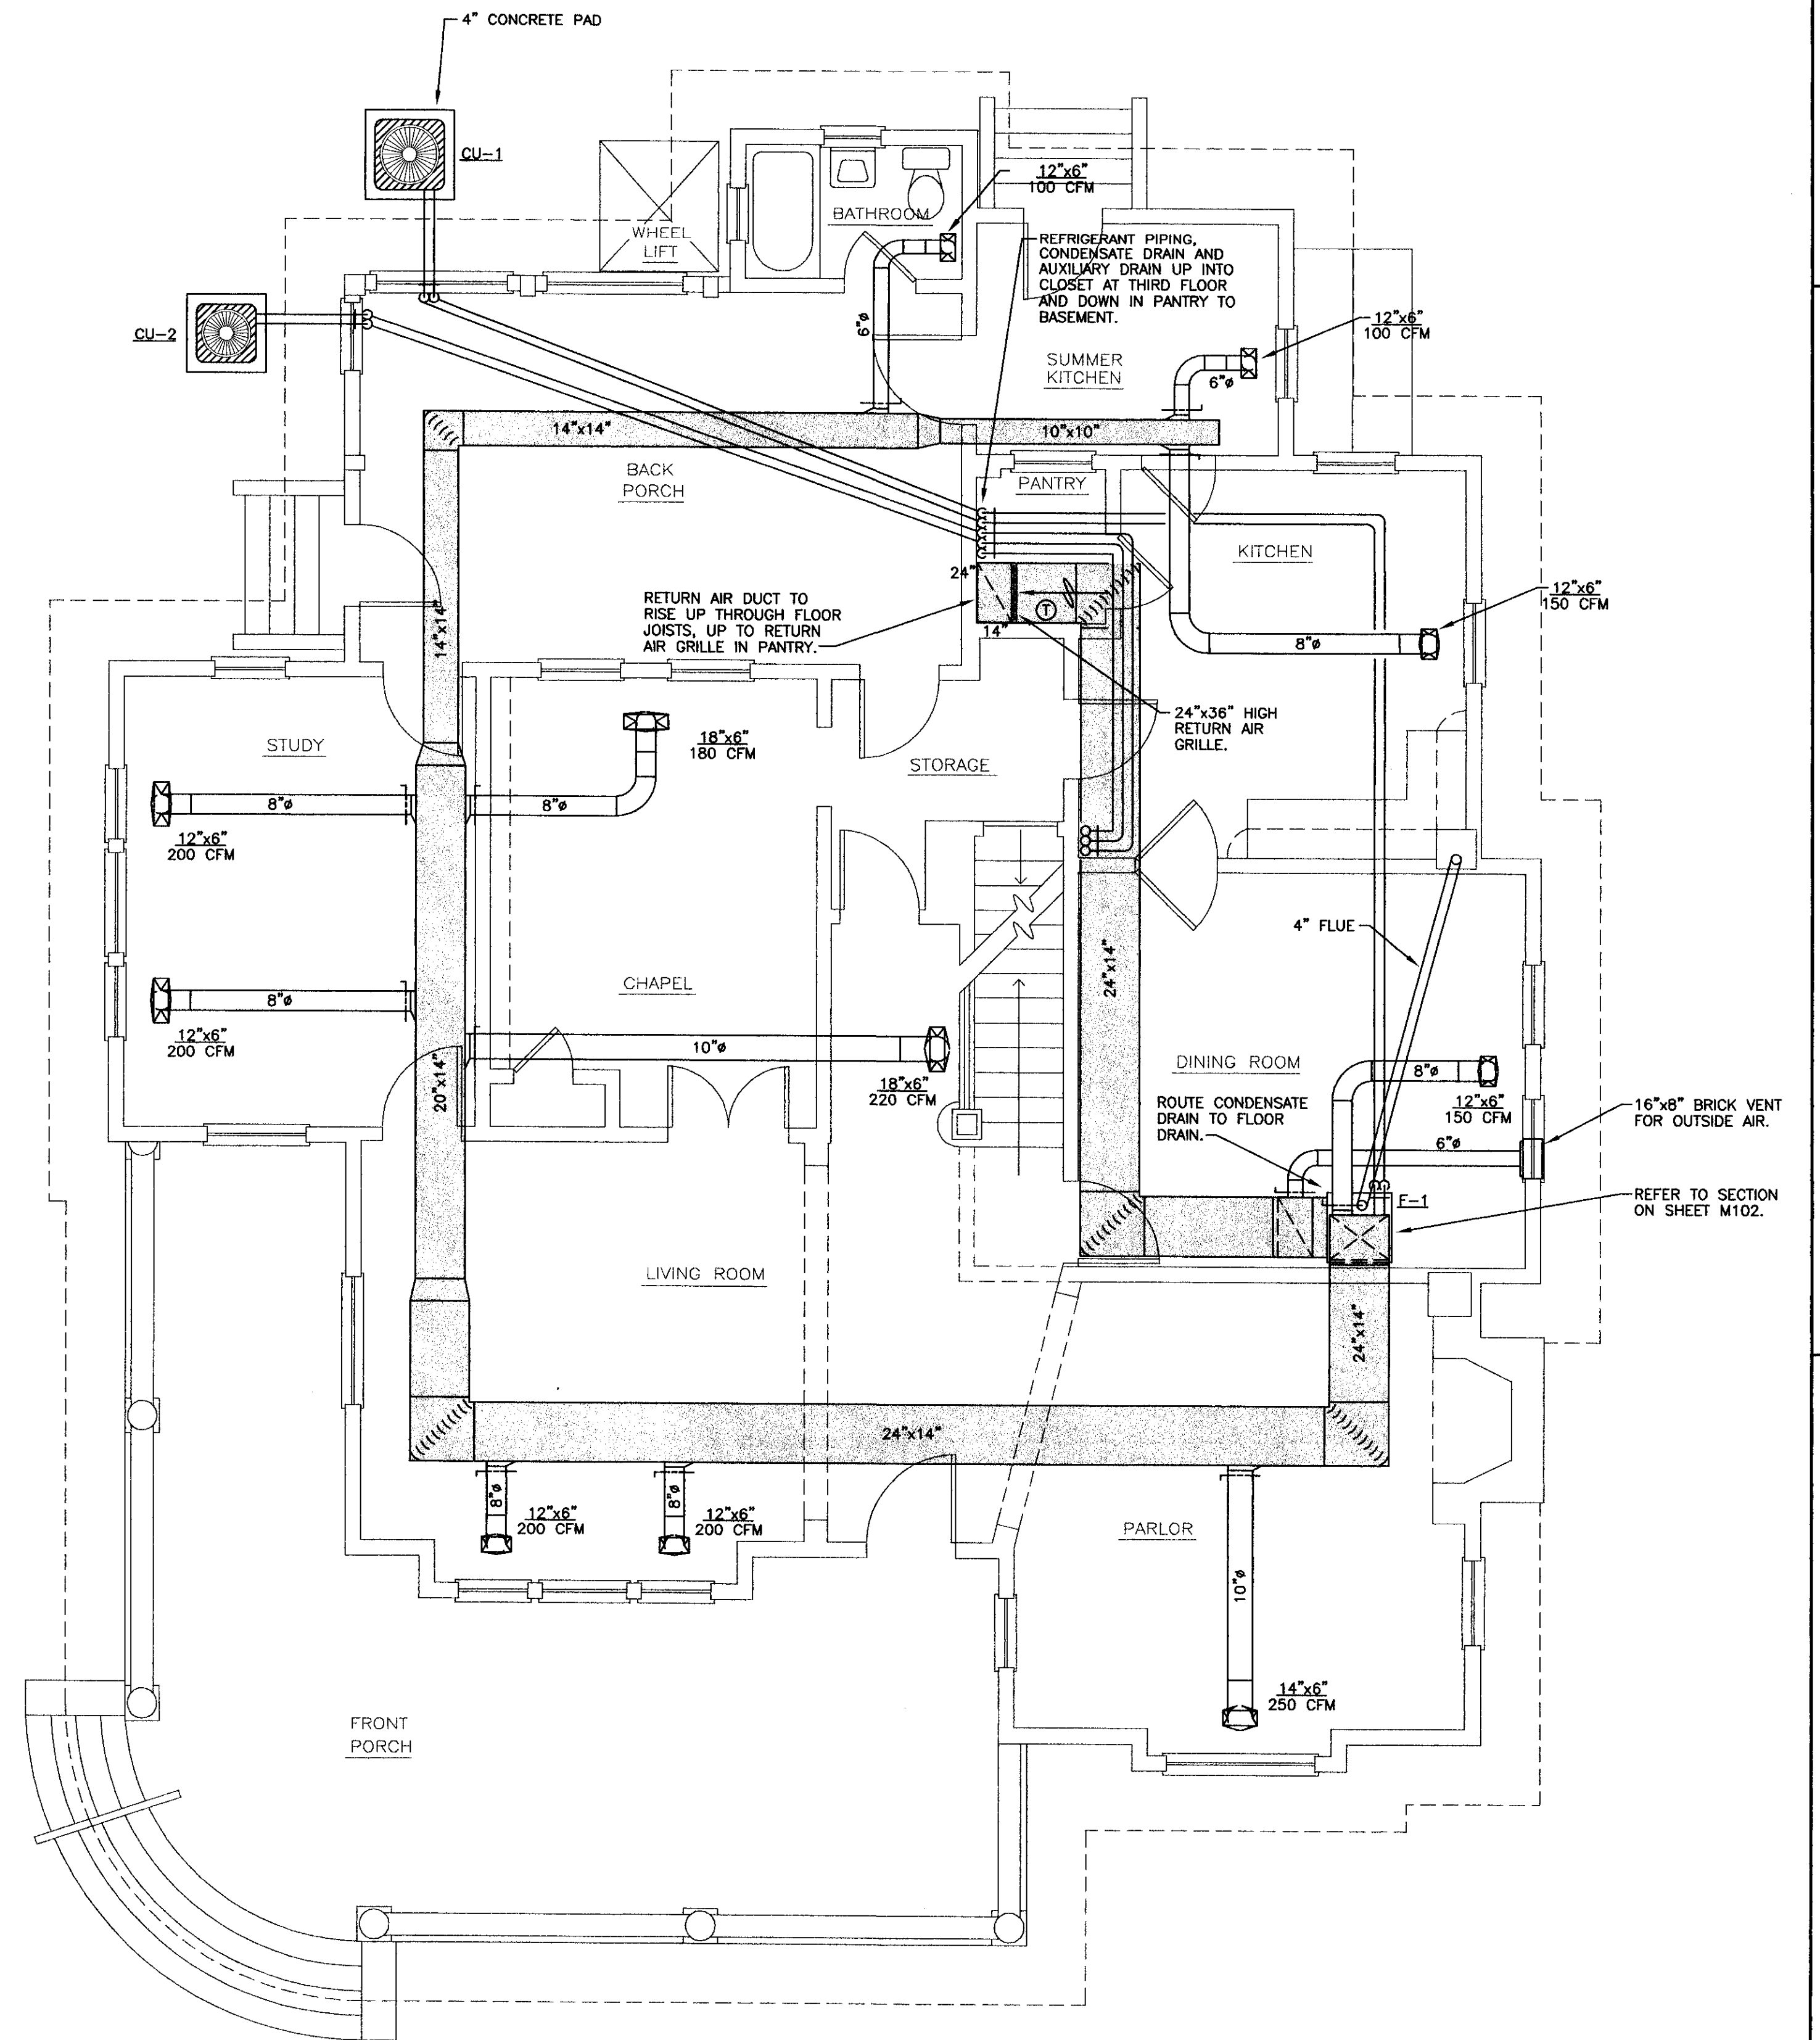 4" CONCRETE PAD
CU-1
CU-2
WHEEL
LIFT
BATHROOM
12"x6"
100 CFM
REFRIGERANT PIPING,
CONDENSATE DRAIN AND
AUXILIARY DRAIN UP INTO
CLOSET AT THIRD FLOOR
AND DOWN IN PANTRY TO
BASEMENT.
6"ø
12"x6"
100 CFM
SUMMER
KITCHEN
6"ø
14"x14"
10"x10"
BACK
PORCH
PANTRY
KITCHEN
24"
14"
T
RETURN AIR DUCT TO
RISE UP THROUGH FLOOR
JOISTS, UP TO RETURN
AIR GRILLE IN PANTRY.
14"x14"
12"x6"
150 CFM
8"ø
24"x36" HIGH
RETURN AIR
GRILLE.
STUDY
18"x6"
180 CFM
STORAGE
8"ø
8"ø
12"x6"
200 CFM
4" FLUE
24"x14"
CHAPEL
8"ø
12"x6"
200 CFM
10"ø
20"x14"
18"x6"
220 CFM
DINING ROOM
8"ø
12"x6"
150 CFM
ROUTE CONDENSATE
DRAIN TO FLOOR
DRAIN.
6"ø
16"x8" BRICK VENT
FOR OUTSIDE AIR.
F-1
REFER TO SECTION
ON SHEET M102.
LIVING ROOM
24"x14"
24"x14"
8"ø
12"x6"
200 CFM
8"ø
12"x6"
200 CFM
PARLOR
10"ø
14"x6"
250 CFM
FRONT
PORCH